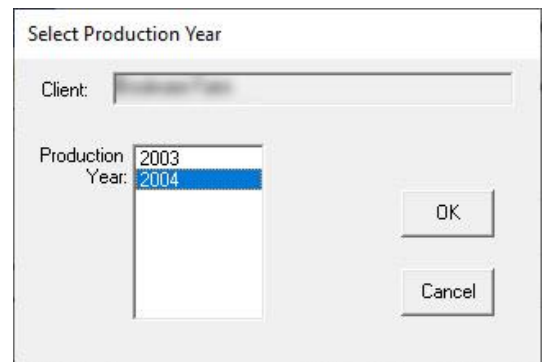 Select Production Year
Client:
Production
Year:
2003
2004
OK
Cancel